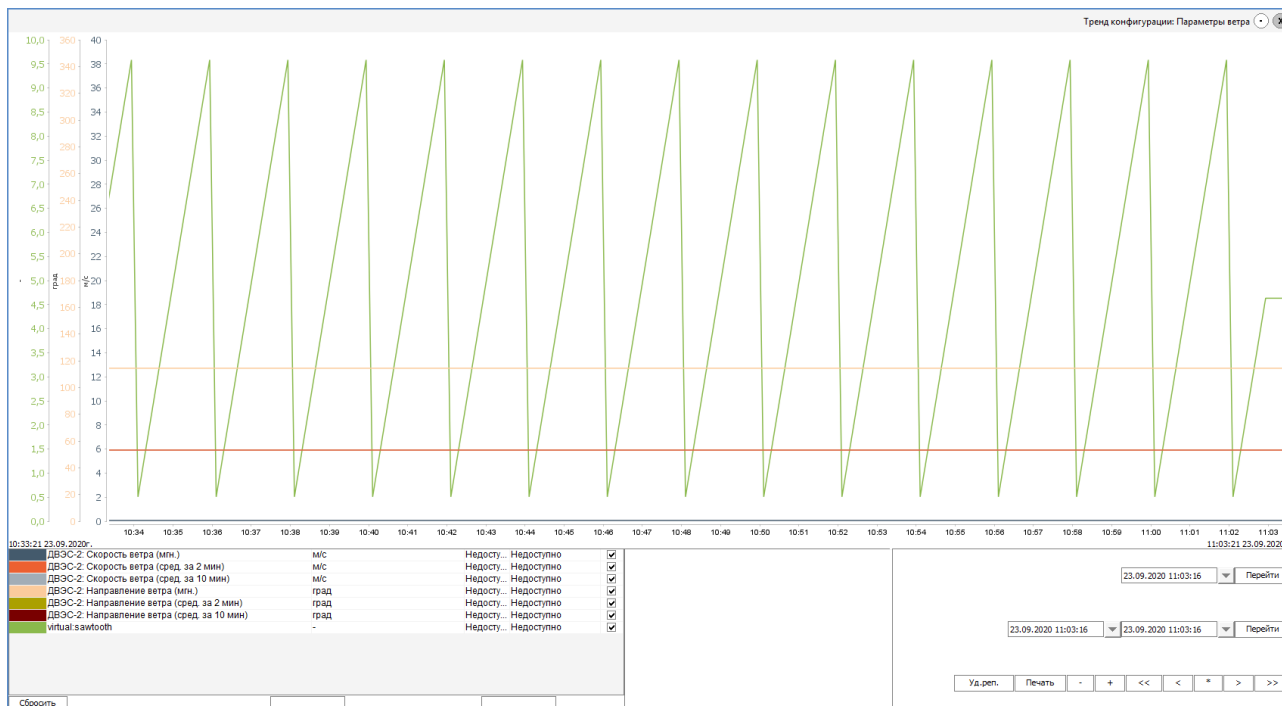 Тренд конфигурации: Параметры ветра
10,0 360 40
9,5 340 38
9,0 320 36
8,5 300 34
8,0 280 32
7,5 30
7,0 260 28
6,5 240 26
6,0 220 24
5,5 200 22
- 5,0 град 180 м/с 20
4,5 160 18
4,0 140 16
3,5 120 14
3,0 100 12
2,5 10
2,0 80 8
1,5 60 6
1,0 40 4
0,5 20 2
0,0 0 0
10:34 10:35 10:36 10:37 10:38 10:39 10:40 10:41 10:42 10:43 10:44 10:45 10:46 10:47 10:48 10:49 10:50 10:51 10:52 10:53 10:54 10:55 10:56 10:57 10:58 10:59 11:00 11:01 11:02 11:03
10:33:21 23.09.2020г. 11:03:21 23.09.2020
ДВЭС-2: Скорость ветра (мгн.) м/с Недосту... Недоступно
ДВЭС-2: Скорость ветра (сред. за 2 мин) м/с Недосту... Недоступно
ДВЭС-2: Скорость ветра (сред. за 10 мин) м/с Недосту... Недоступно
ДВЭС-2: Направление ветра (мгн.) град Недосту... Недоступно
ДВЭС-2: Направление ветра (сред. за 2 мин) град Недосту... Недоступно
ДВЭС-2: Направление ветра (сред. за 10 мин) град Недосту... Недоступно
virtual:sawtooth - Недосту... Недоступно
23.09.2020 11:03:16 Перейти
23.09.2020 11:03:16 23.09.2020 11:03:16 Перейти
Уд.реп. Печать - + << < * > >>
Сбросить